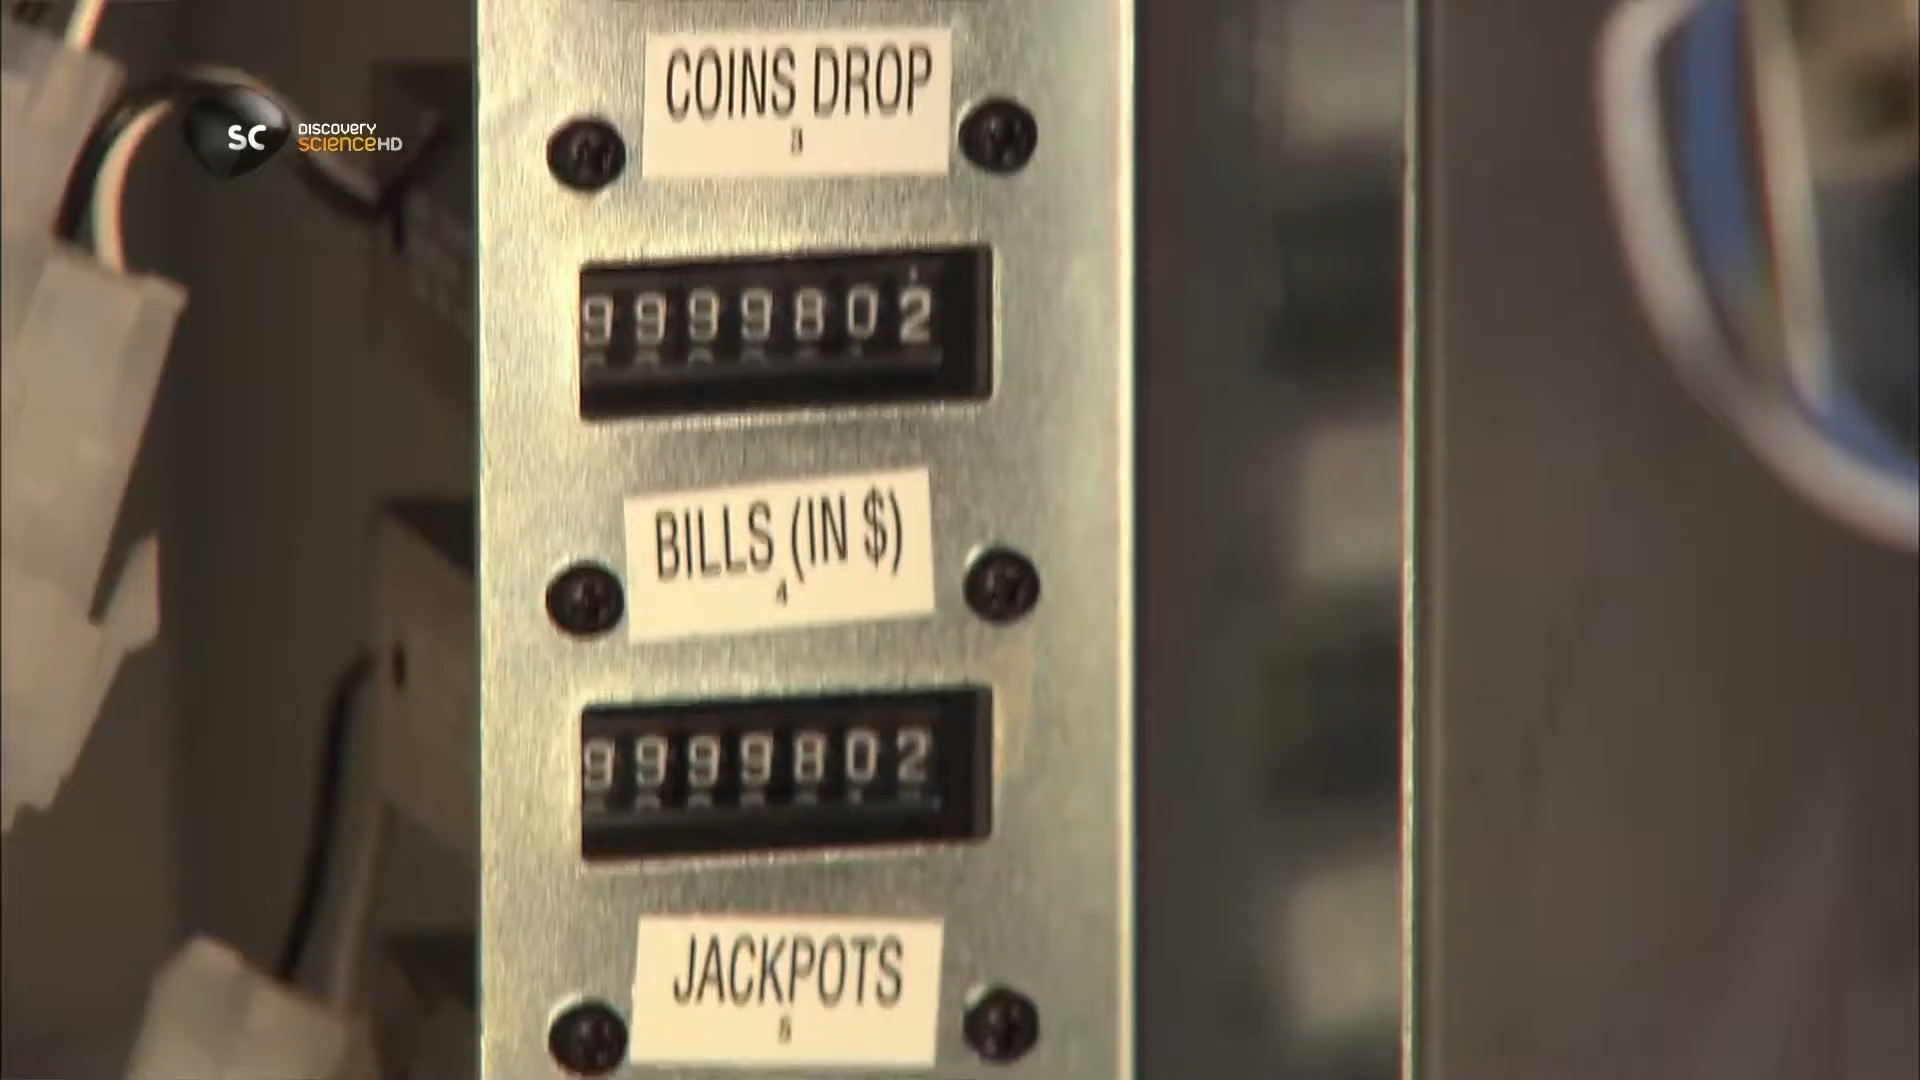 SC
DISCOVERY
SCIENCEHD
COINS DROP
3
9999802
BILLS (IN $)
4
9999802
JACKPOTS
5